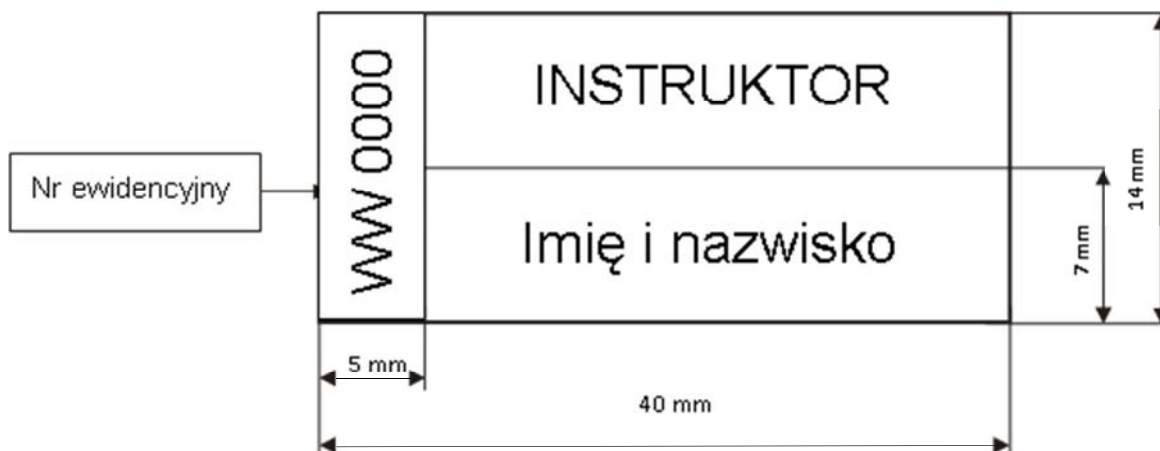 INSTRUKTOR
WW 0000
Nr ewidencyjny
Imię i nazwisko
14 mm
7 mm
5 mm
40 mm